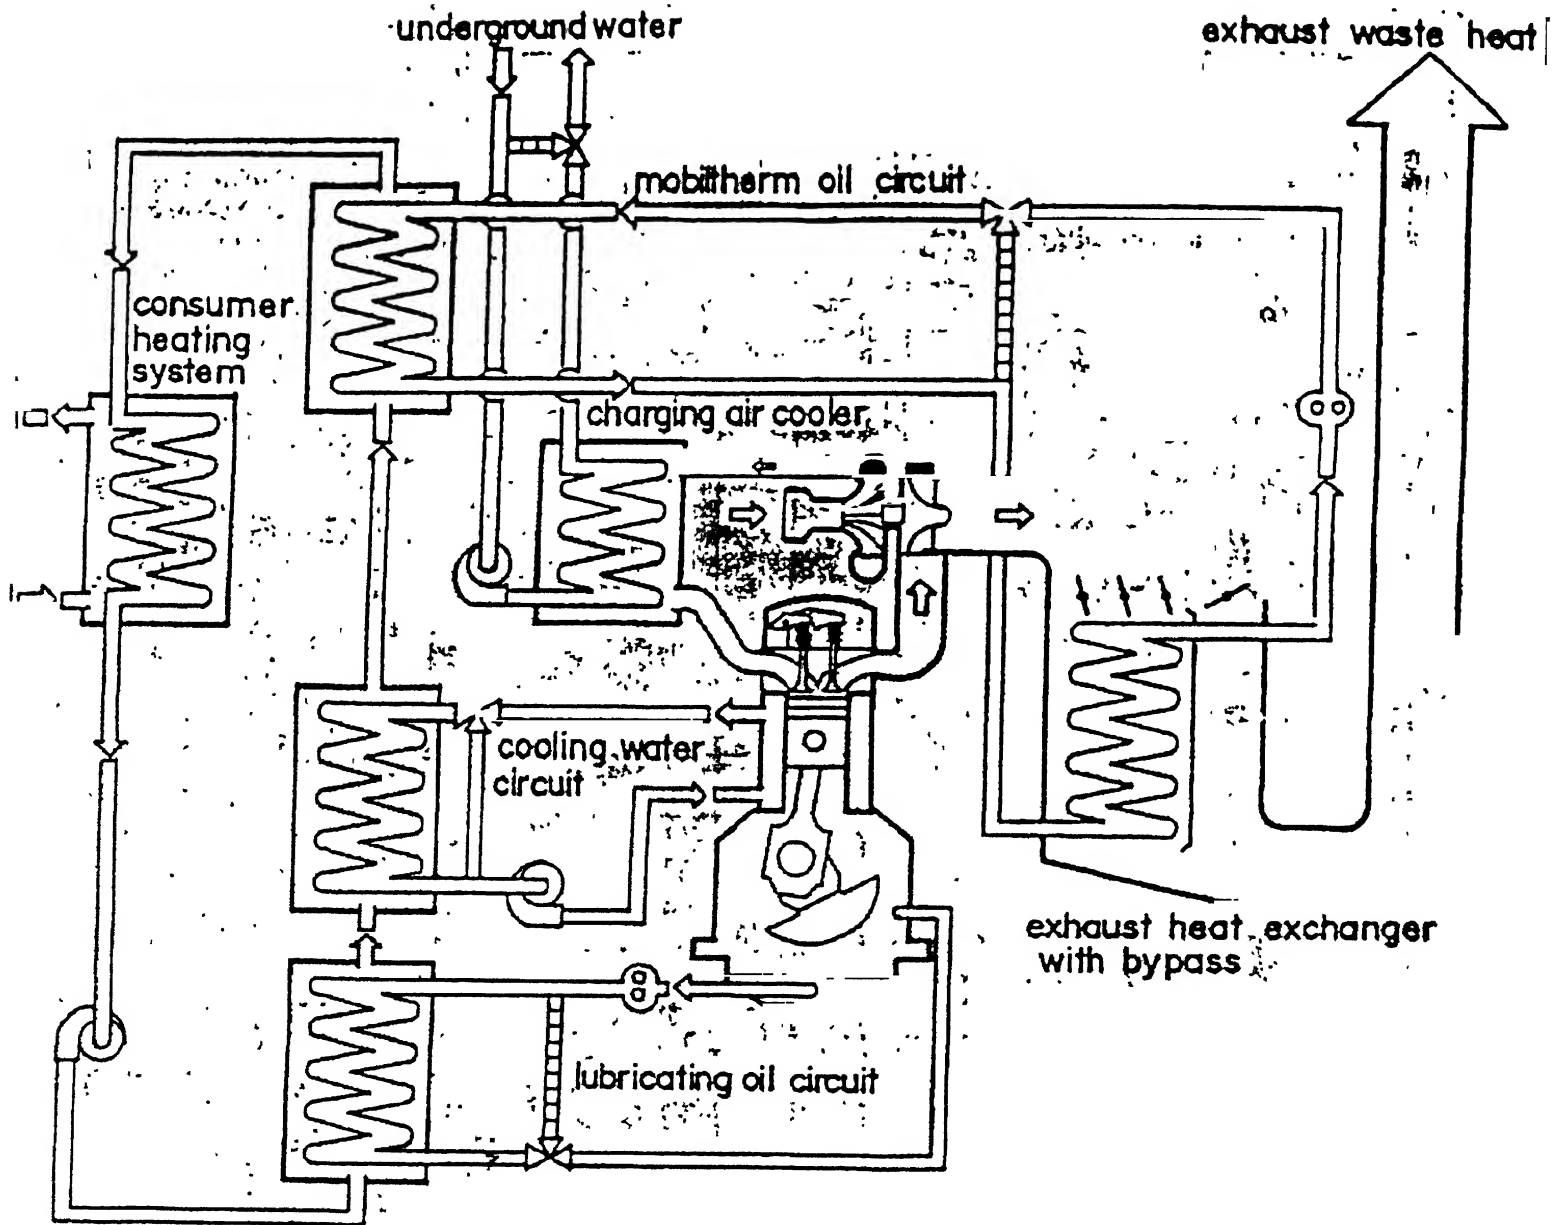 underground water
exhaust waste heat
mobiltherm oil circuit
consumer
heating
system
charging air cooler
cooling water
circuit
exhaust heat exchanger
with bypass
lubricating oil circuit